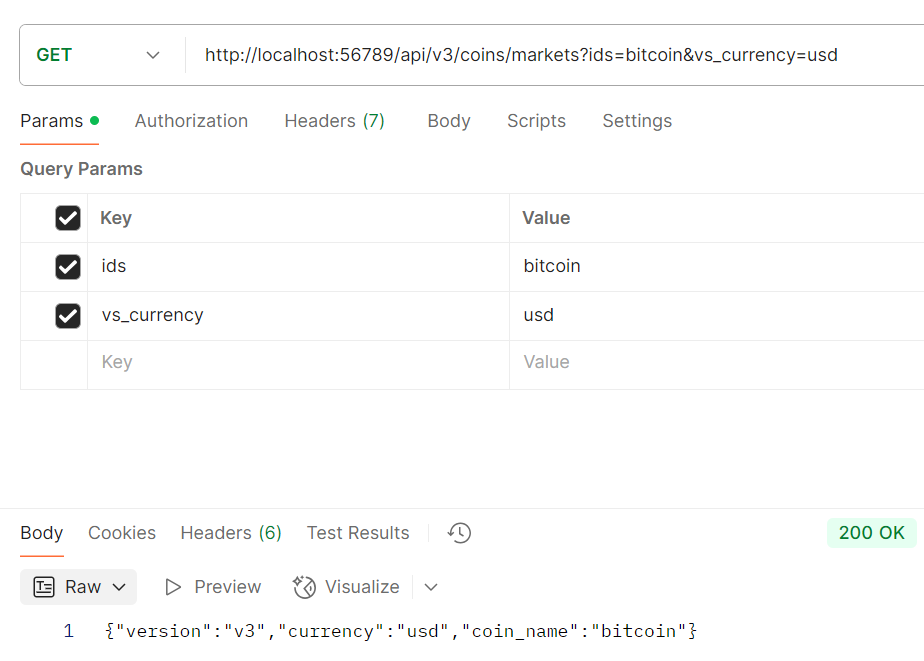 GET http://localhost:56789/api/v3/coins/markets?ids=bitcoin&vs_currency=usd
Params Authorization Headers (7) Body Scripts Settings
Query Params
Key Value
ids bitcoin
vs_currency usd
Key Value
Body Cookies Headers (6) Test Results 200 OK
Raw Preview Visualize
1 {"version":"v3","currency":"usd","coin_name":"bitcoin"}